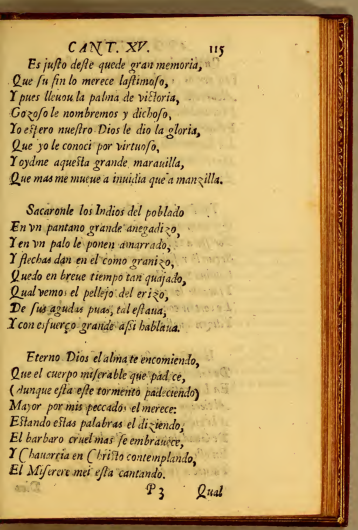 CANT. XV. 115
Es juſto deſte quede gran memoria,
Que ſu fin lo merece laſtimoſo,
Y pues lleuou la palma de victoria,
Gozoſo le nombremos y dichoſo,
Yo eſpero nueſtro Dios le dio la gloria,
Que yo le conoci por virtuoſo,
Y oydme aqueſta grande marauilla,
Que mas me mueue a inuidia que a manzilla.
Sacaronle los Indios del poblado
En vn pantano grande anegadizo,
Y en vn palo le ponen amarrado,
Y flechas dan en el como granizo,
Quedo en breue tiempo tan quajado,
Qual vemos el pellejo del erizo,
De ſus agudas puas, tal eſtaua,
Y con eſfuerço grande aſsi hablaua.
Eterno Dios el alma te encomiendo,
Que el cuerpo miſerable que padece,
(Aunque eſta eſte tormento padeciendo)
Mayor por mis peccados el merece:
Eſtando eſtas palabras el diziendo,
El barbaro cruel mas ſe embrauece,
Y Chauarria en Chriſto contemplando,
El Miſerere mei eſta cantando.
P 3 Qual